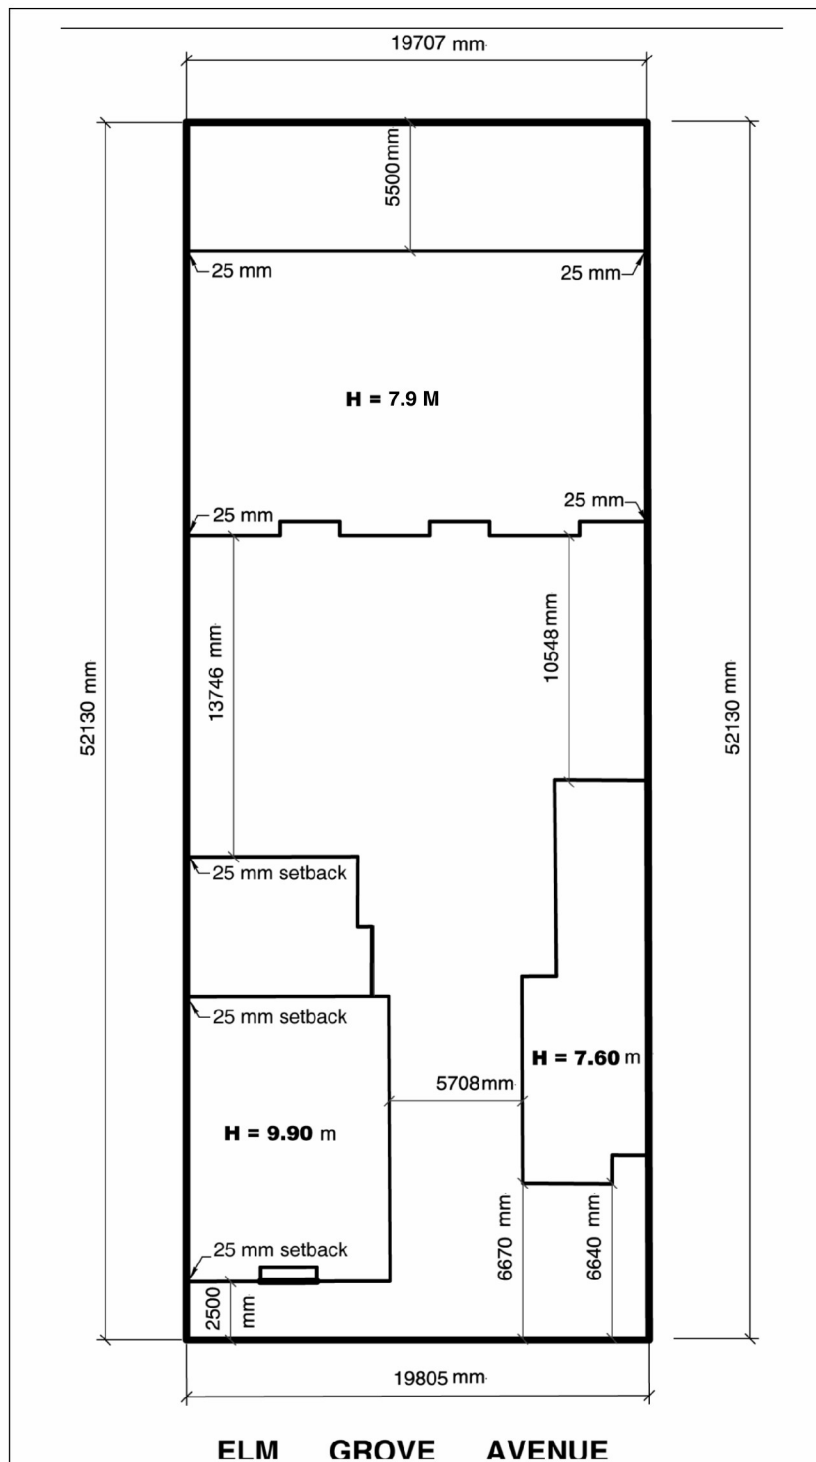 19707 mm
5500mm
25 mm
25 mm
H = 7.9 M
25 mm
25 mm
13746 mm
10548mm
52130 mm
52130 mm
25 mm setback
25 mm setback
H = 7.60 m
5708mm
H = 9.90 m
25 mm setback
6670 mm
6640 mm
2500
mm
19805 mm
ELM GROVE AVENUE